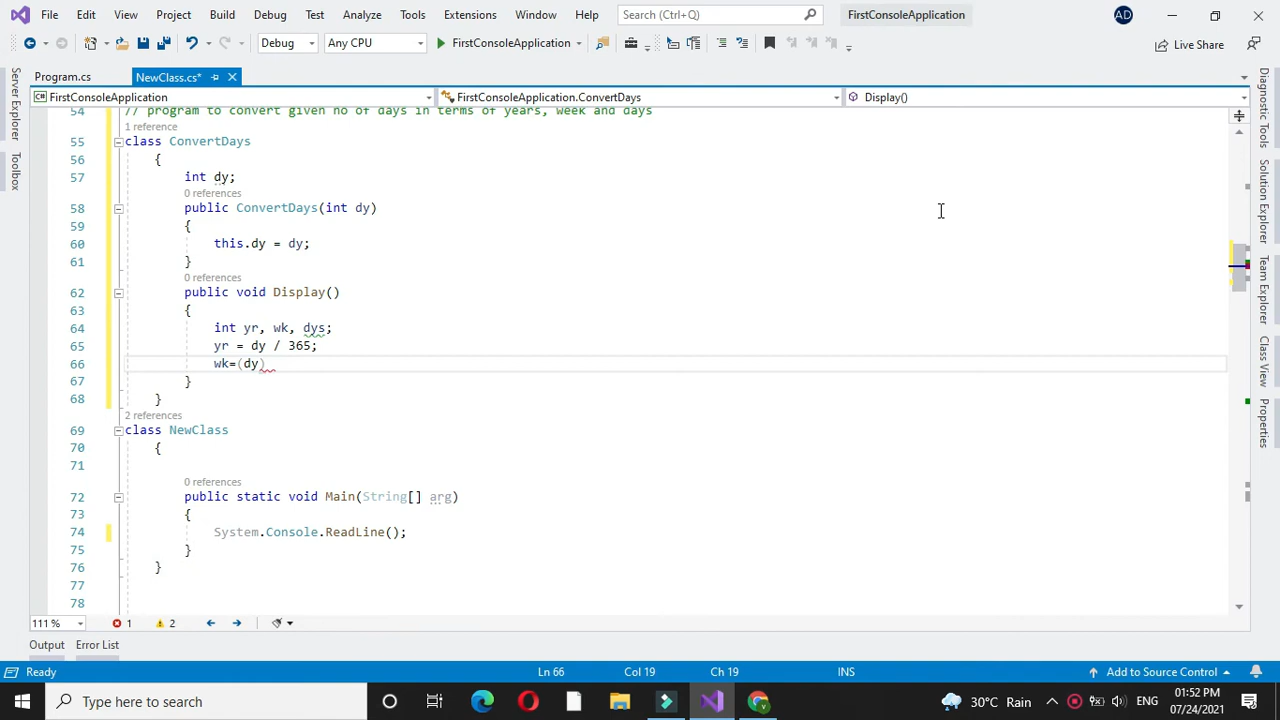 File Edit View Project Build Debug Test Analyze Tools Extensions Window Help Search (Ctrl+Q) FirstConsoleApplication AD
Debug Any CPU FirstConsoleApplication Live Share
Program.cs NewClass.cs*
FirstConsoleApplication FirstConsoleApplication.ConvertDays Display()
54 // program to convert given no of days in terms of years, week and days
1 reference
55 class ConvertDays
56 {
57 int dy;
0 references
58 public ConvertDays(int dy)
59 {
60 this.dy = dy;
61 }
0 references
62 public void Display()
63 {
64 int yr, wk, dys;
65 yr = dy / 365;
66 wk=(dy)
67 }
68 }
2 references
69 class NewClass
70 {
71
0 references
72 public static void Main(String[] arg)
73 {
74 System.Console.ReadLine();
75 }
76 }
77
78
Server Explorer
Toolbox
Diagnostic Tools
Solution Explorer
Team Explorer
Class View
Properties
111 % 1 2
Output Error List
Ready Ln 66 Col 19 Ch 19 INS Add to Source Control
Type here to search 30°C Rain ENG 01:52 PM
07/24/2021